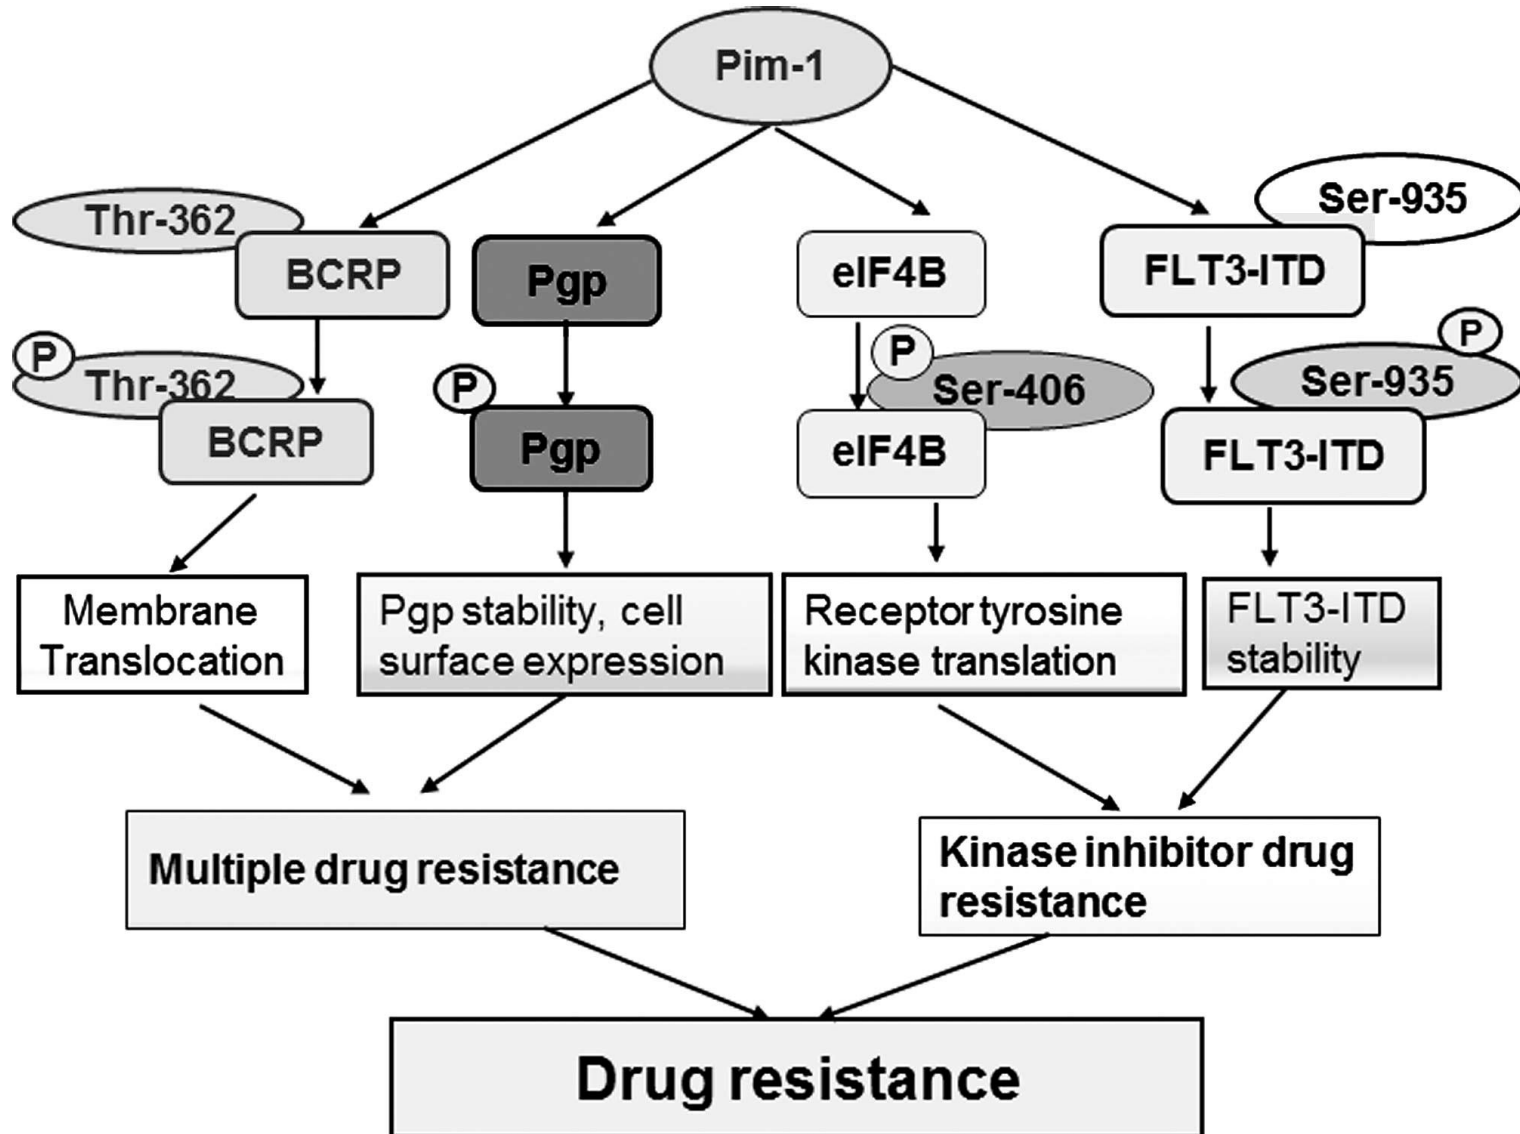 Pim-1
Thr-362
BCRP
Pgp
eIF4B
FLT3-ITD
Ser-935
P
Thr-362
BCRP
P
Pgp
P
Ser-406
eIF4B
P
Ser-935
FLT3-ITD
Membrane
Translocation
Pgp stability, cell
surface expression
Receptor tyrosine
kinase translation
FLT3-ITD
stability
Multiple drug resistance
Kinase inhibitor drug
resistance
Drug resistance